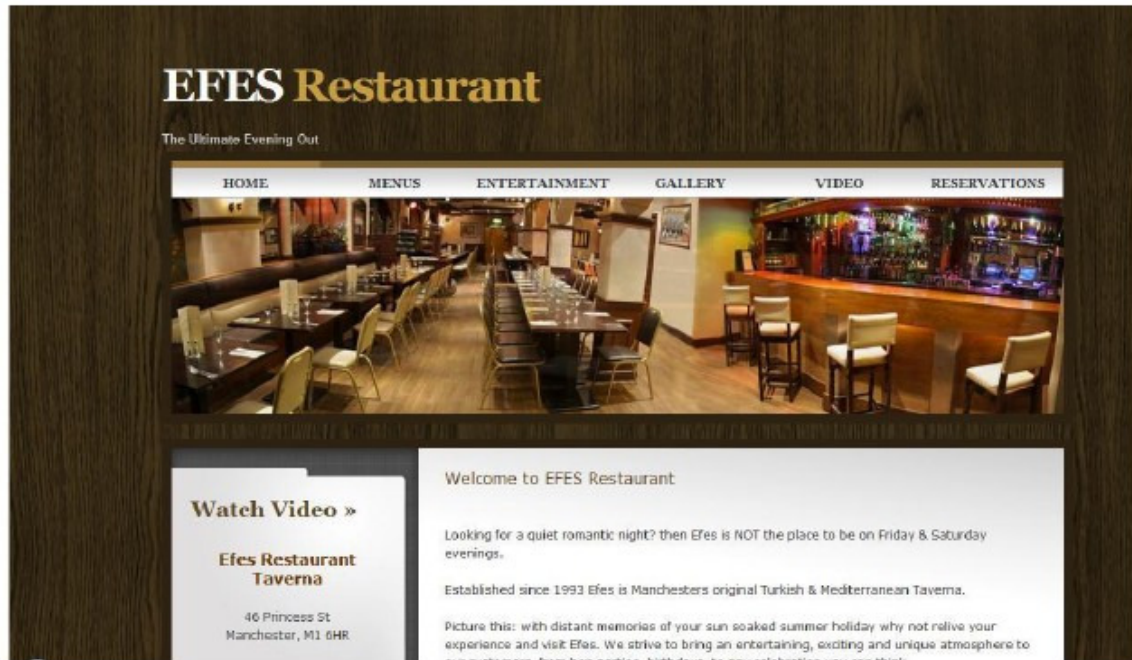 EFES Restaurant
The Ultimate Evening Out
HOME MENUS ENTERTAINMENT GALLERY VIDEO RESERVATIONS
Watch Video »
Efes Restaurant
Taverna
46 Princess St
Manchester, M1 6HR
Welcome to EFES Restaurant
Looking for a quiet romantic night? then Efes is NOT the place to be on Friday & Saturday
evenings.
Established since 1993 Efes is Manchesters original Turkish & Mediterranean Taverna.
Picture this: with distant memories of your sun soaked summer holiday why not relive your
experience and visit Efes. We strive to bring an entertaining, exciting and unique atmosphere to